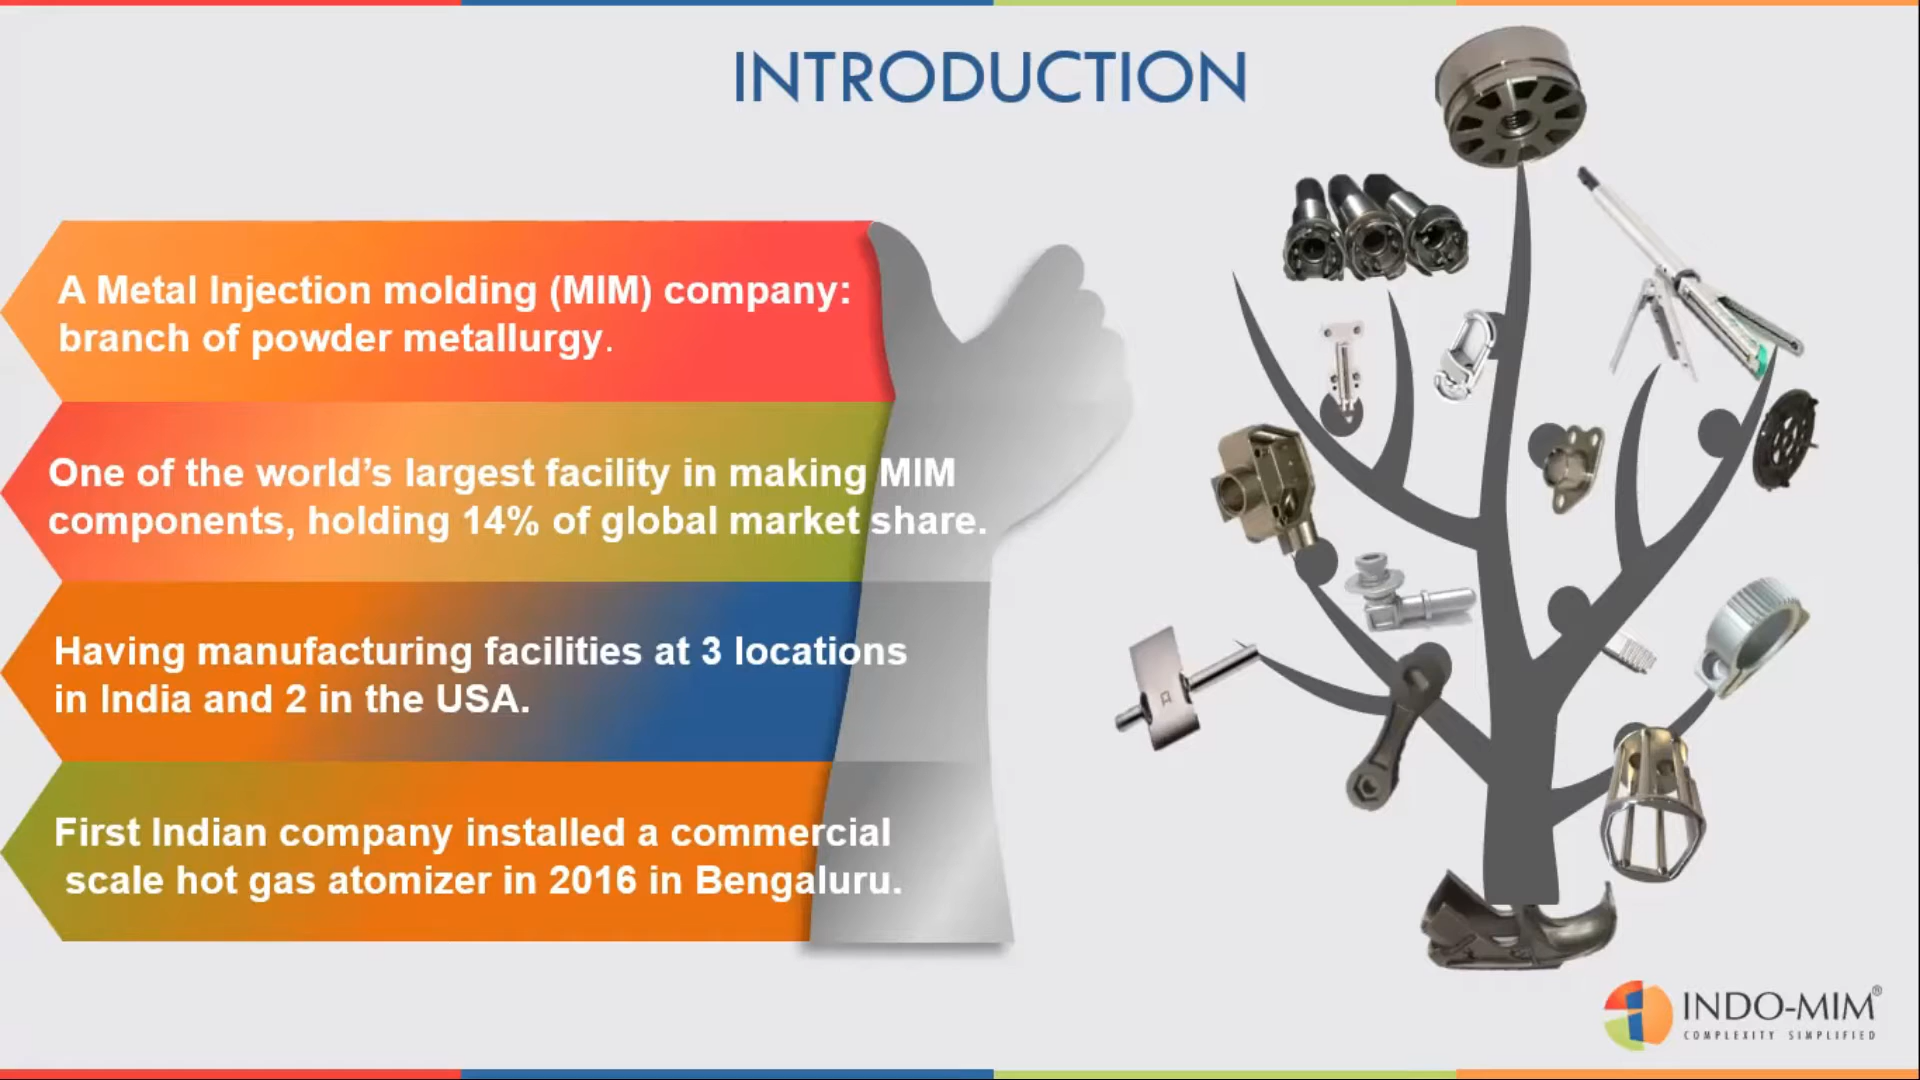 INTRODUCTION
A Metal Injection molding (MIM) company:
branch of powder metallurgy.
One of the world’s largest facility in making MIM
components, holding 14% of global market share.
Having manufacturing facilities at 3 locations
in India and 2 in the USA.
First Indian company installed a commercial
scale hot gas atomizer in 2016 in Bengaluru.
INDO-MIM®
COMPLEXITY SIMPLIFIED